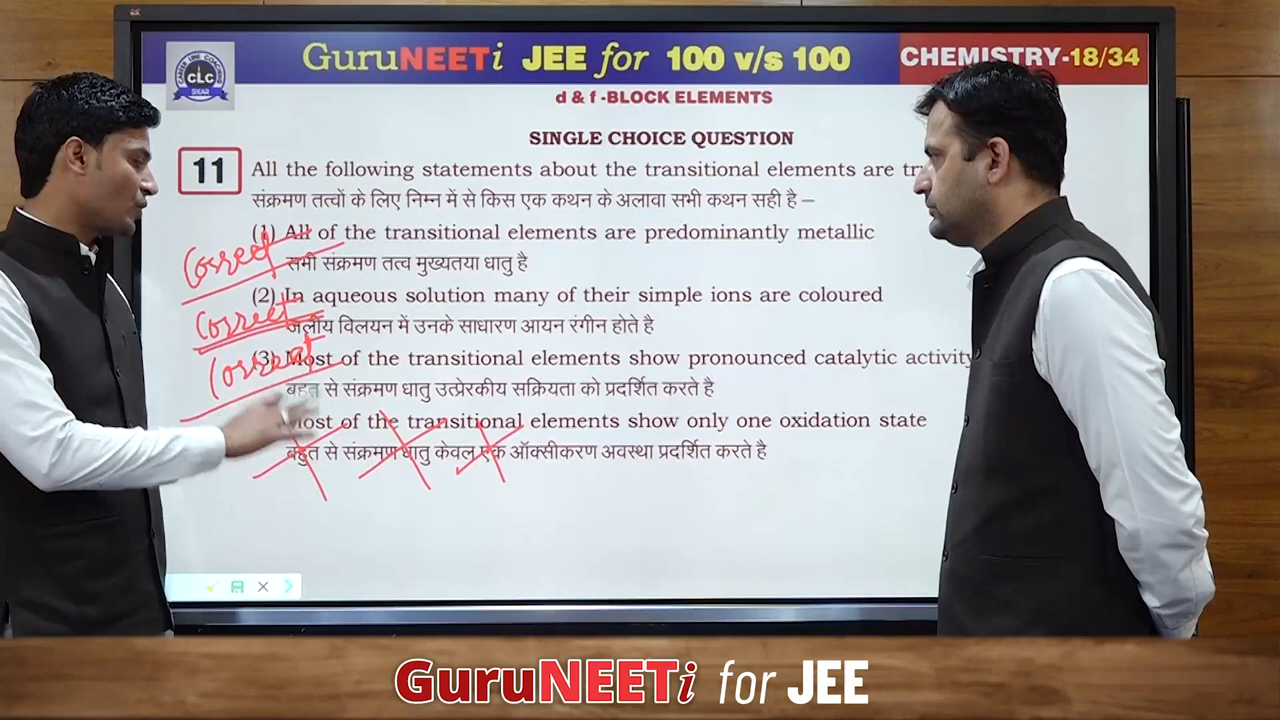 GuruNEETi JEE for 100 v/s 100
CHEMISTRY-18/34
CAREER LINE COACHING
CLC
SIKAR
d & f -BLOCK ELEMENTS
SINGLE CHOICE QUESTION
11 All the following statements about the transitional elements are
संक्रमण तत्वों के लिए निम्न में से किस एक कथन के अलावा सभी कथन सही है –
(1) All of the transitional elements are predominantly metallic
Correct
सभी संक्रमण तत्व मुख्यतया धातु है
(2) In aqueous solution many of their simple ions are coloured
Correct
जलीय विलयन में उनके साधारण आयन रंगीन होते है
(3) Most of the transitional elements show pronounced catalytic activity
Correct
बहुत से संक्रमण धातु उत्प्रेरकीय सक्रियता को प्रदर्शित करते है
Most of the transitional elements show only one oxidation state
बहुत से संक्रमण धातु केवल एक ऑक्सीकरण अवस्था प्रदर्शित करते है
GuruNEETi for JEE